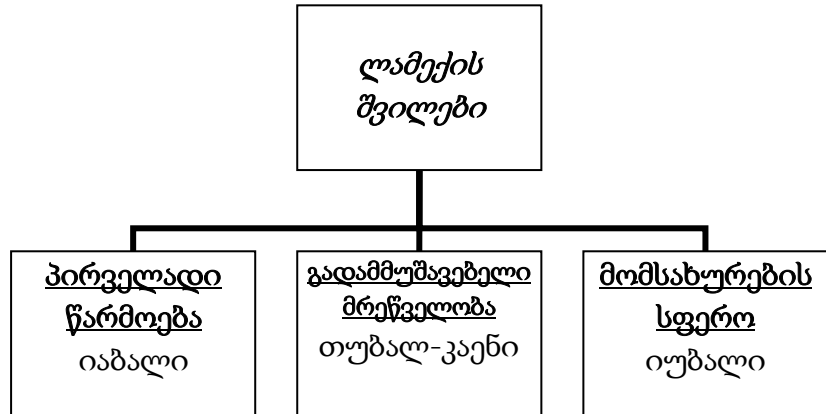 ლამექის
შვილები
პირველადი
წარმოება
იაბალი
გადამმუშავებელი
მრეწველობა
თუბალ-კაენი
მომსახურების
სფერო
იუბალი